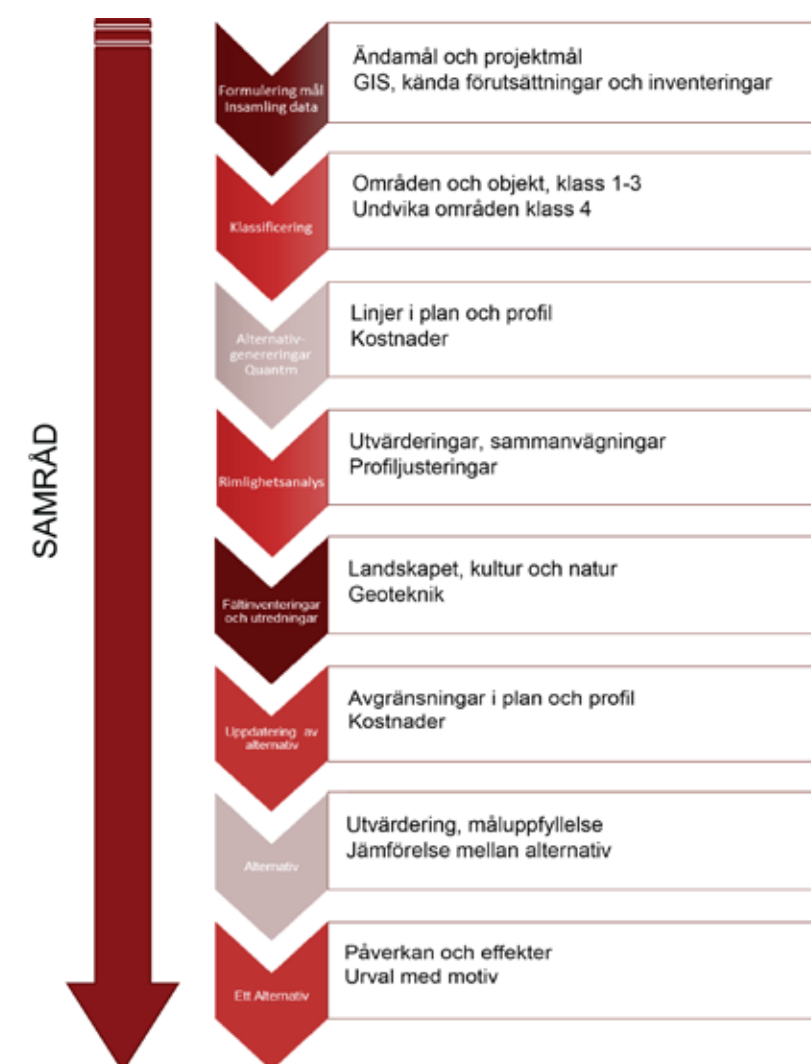 SAMRÅD
Formulering mål
Insamling data
Ändamål och projektmål
GIS, kända förutsättningar och inventeringar
Klassificering
Områden och objekt, klass 1-3
Undvika områden klass 4
Alternativ-
genereringar
Quantm
Linjer i plan och profil
Kostnader
Rimlighetsanalys
Utvärderingar, sammanvägningar
Profiljusteringar
Fältinventeringar
och utredningar
Landskapet, kultur och natur
Geoteknik
Uppdatering av
alternativ
Avgränsningar i plan och profil
Kostnader
Alternativ
Utvärdering, måluppfyllelse
Jämförelse mellan alternativ
Ett Alternativ
Påverkan och effekter
Urval med motiv